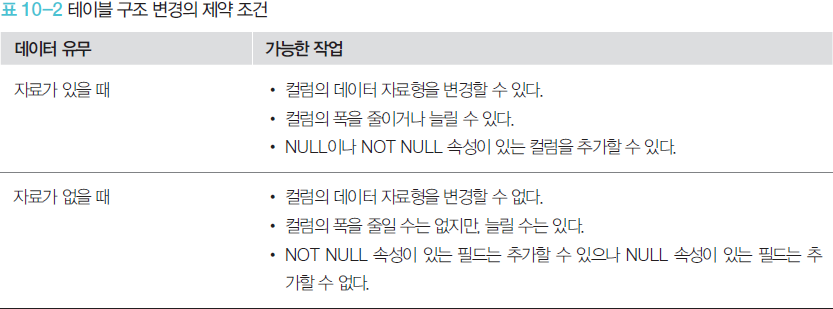 표 10-2 테이블 구조 변경의 제약 조건
데이터 유무 가능한 작업
자료가 있을 때 • 컬럼의 데이터 자료형을 변경할 수 있다.
• 컬럼의 폭을 줄이거나 늘릴 수 있다.
• NULL이나 NOT NULL 속성이 있는 컬럼을 추가할 수 있다.
자료가 없을 때 • 컬럼의 데이터 자료형을 변경할 수 없다.
• 컬럼의 폭을 줄일 수는 없지만, 늘릴 수는 있다.
• NOT NULL 속성이 있는 필드는 추가할 수 있으나 NULL 속성이 있는 필드는 추
가할 수 없다.